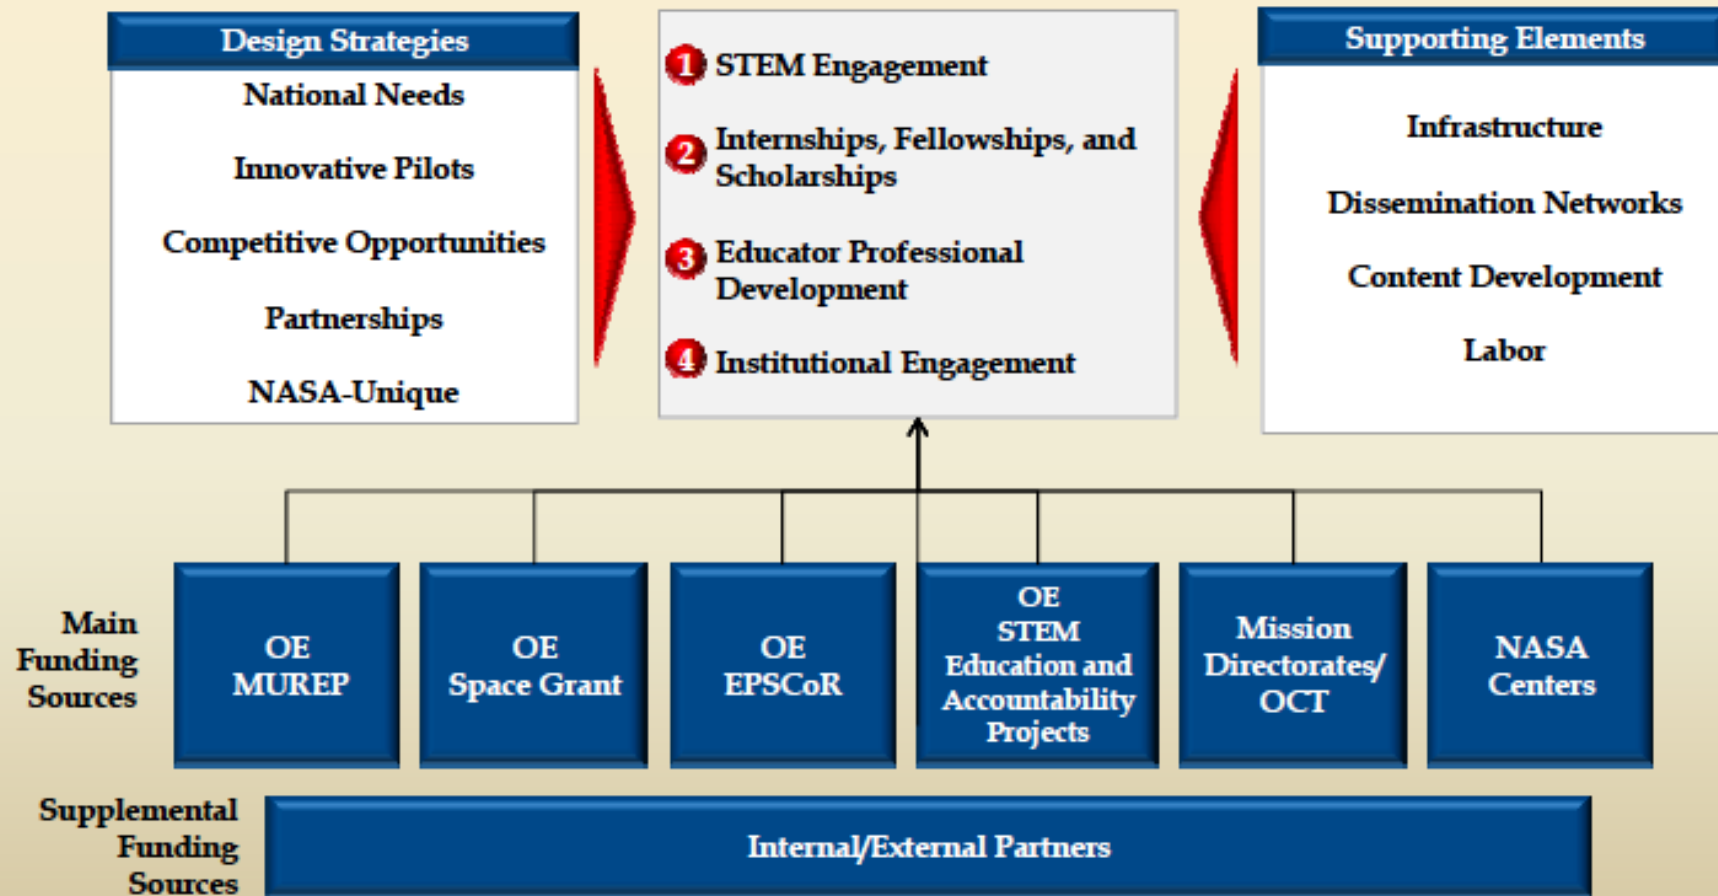 Design Strategies
National Needs
Innovative Pilots
Competitive Opportunities
Partnerships
NASA-Unique
1 STEM Engagement
2 Internships, Fellowships, and
Scholarships
3 Educator Professional
Development
4 Institutional Engagement
Supporting Elements
Infrastructure
Dissemination Networks
Content Development
Labor
Main
Funding
Sources
OE
MUREP
OE
Space Grant
OE
EPSCoR
OE
STEM
Education and
Accountability
Projects
Mission
Directorates/
OCT
NASA
Centers
Supplemental
Funding
Sources
Internal/External Partners